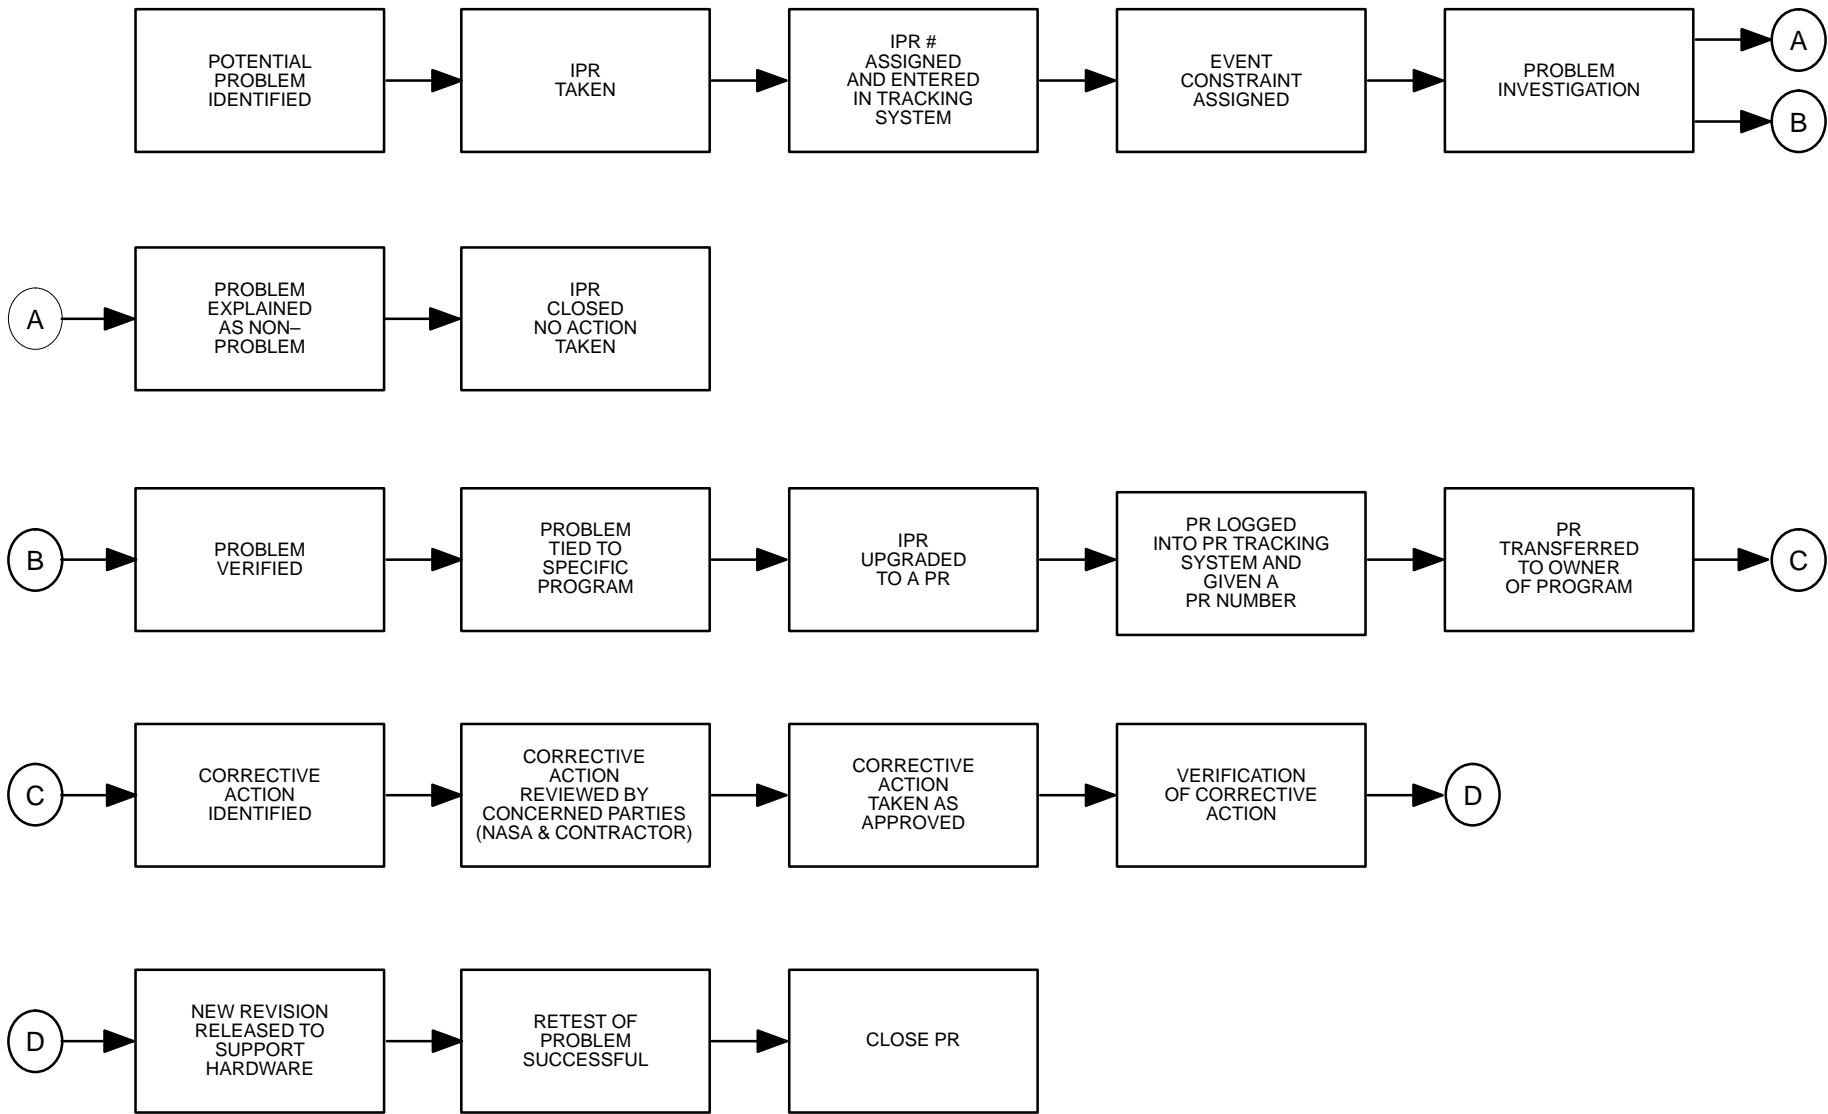 POTENTIAL
PROBLEM
IDENTIFIED
IPR
TAKEN
IPR #
ASSIGNED
AND ENTERED
IN TRACKING
SYSTEM
EVENT
CONSTRAINT
ASSIGNED
PROBLEM
INVESTIGATION
A
B
A
PROBLEM
EXPLAINED
AS NON–
PROBLEM
IPR
CLOSED
NO ACTION
TAKEN
B
PROBLEM
VERIFIED
PROBLEM
TIED TO
SPECIFIC
PROGRAM
IPR
UPGRADED
TO A PR
PR LOGGED
INTO PR TRACKING
SYSTEM AND
GIVEN A
PR NUMBER
PR
TRANSFERRED
TO OWNER
OF PROGRAM
C
C
CORRECTIVE
ACTION
IDENTIFIED
CORRECTIVE
ACTION
REVIEWED BY
CONCERNED PARTIES
(NASA & CONTRACTOR)
CORRECTIVE
ACTION
TAKEN AS
APPROVED
VERIFICATION
OF CORRECTIVE
ACTION
D
D
NEW REVISION
RELEASED TO
SUPPORT
HARDWARE
RETEST OF
PROBLEM
SUCCESSFUL
CLOSE PR